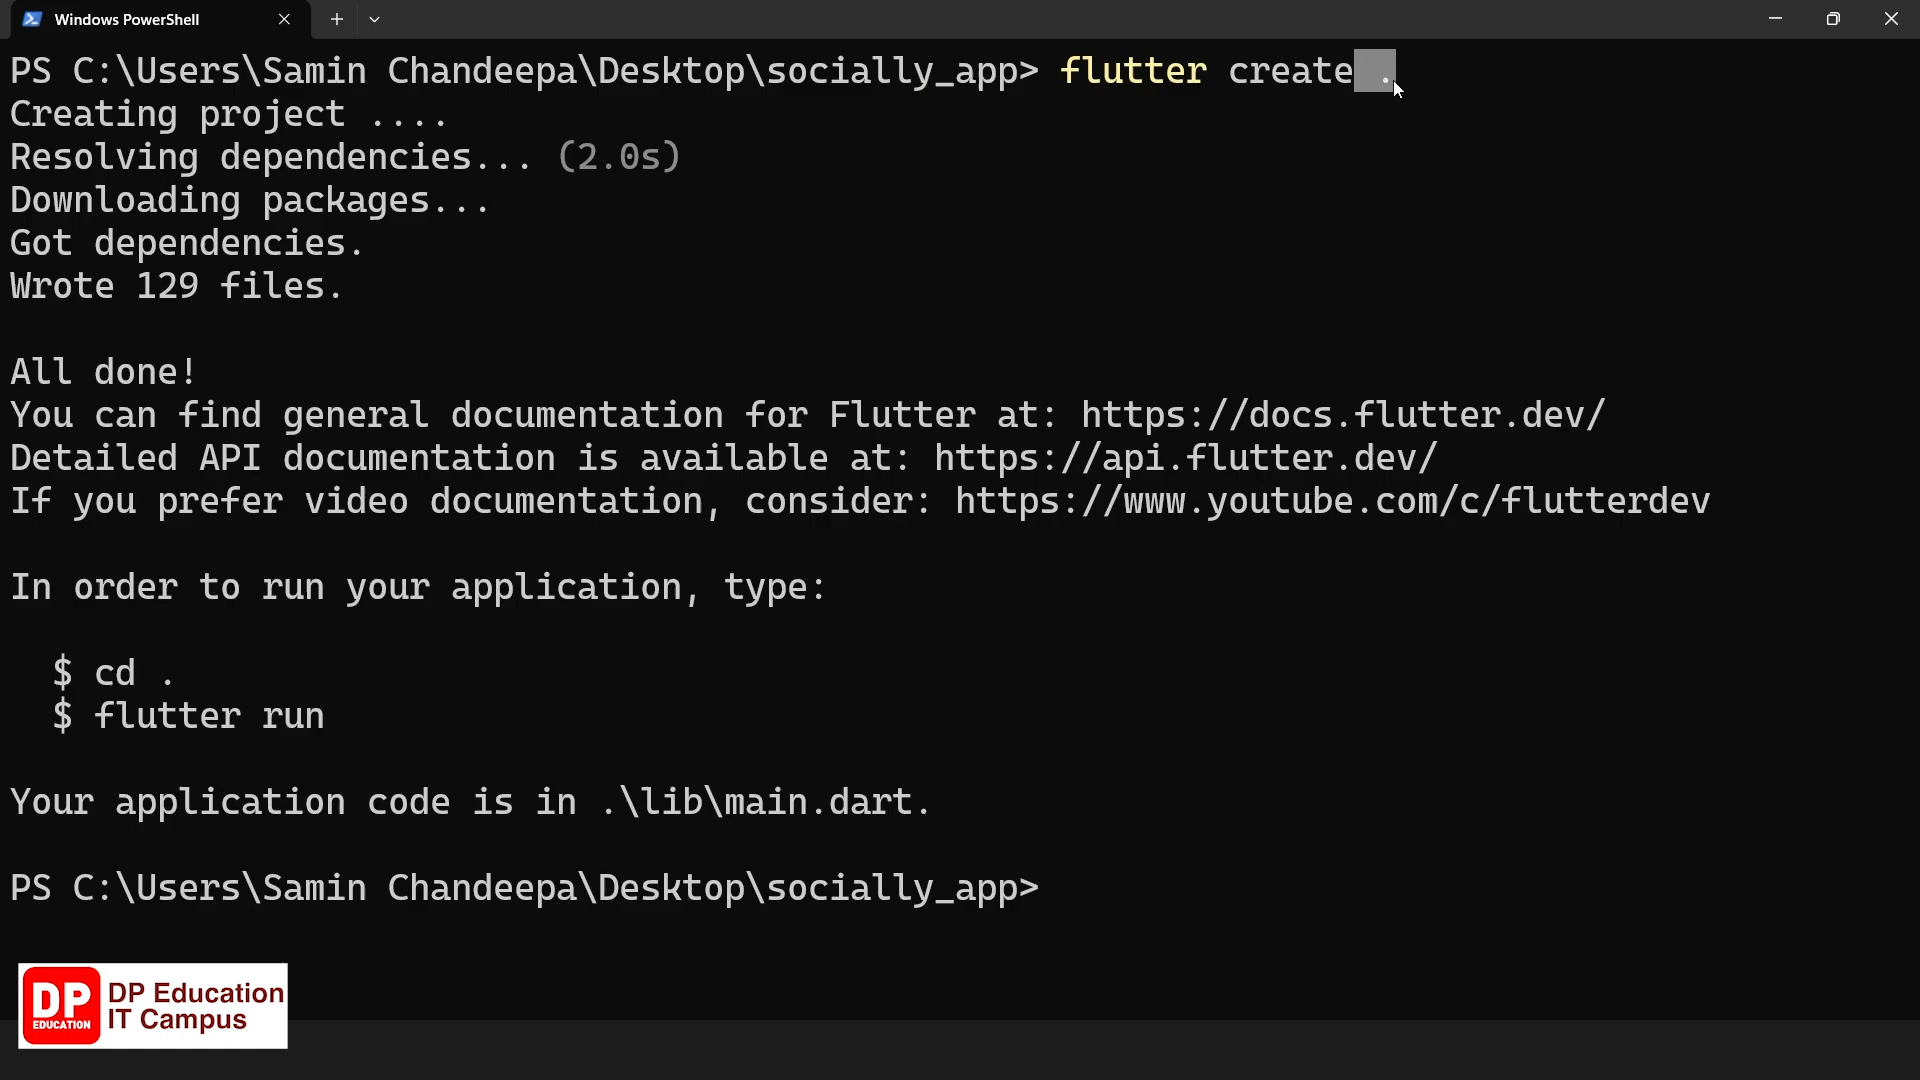 Windows PowerShell
PS C:\Users\Samin Chandeepa\Desktop\socially_app> flutter create .
Creating project ....
Resolving dependencies... (2.0s)
Downloading packages...
Got dependencies.
Wrote 129 files.
All done!
You can find general documentation for Flutter at: https://docs.flutter.dev/
Detailed API documentation is available at: https://api.flutter.dev/
If you prefer video documentation, consider: https://www.youtube.com/c/flutterdev
In order to run your application, type:
$ cd .
$ flutter run
Your application code is in .\lib\main.dart.
PS C:\Users\Samin Chandeepa\Desktop\socially_app>
DP
EDUCATION
DP Education
IT Campus